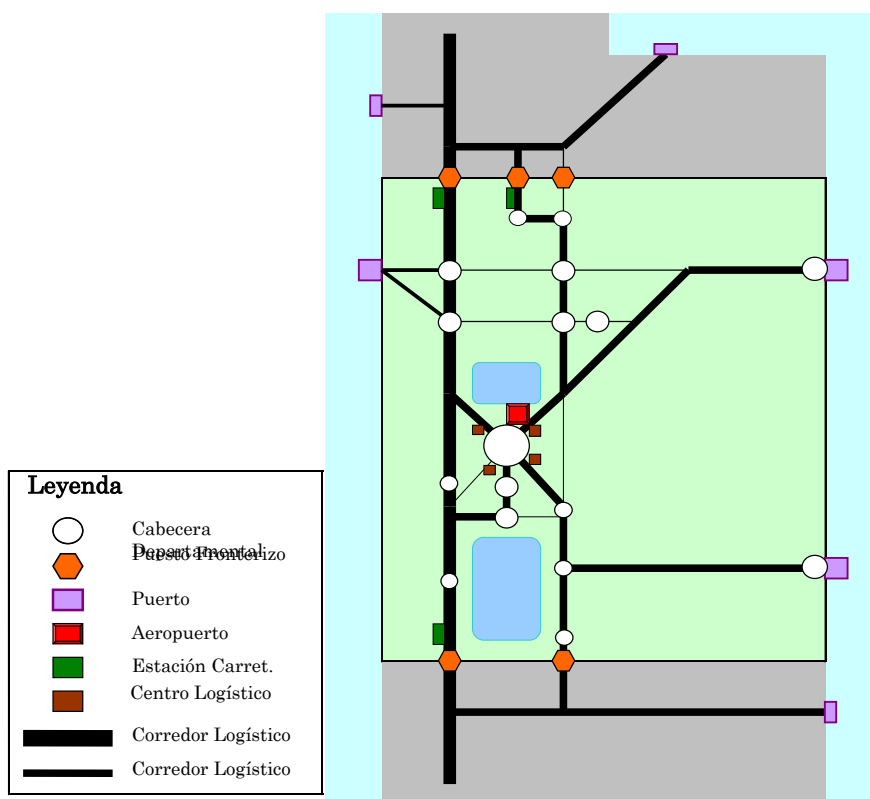 Leyenda
Cabecera
Departamental
Puesto Fronterizo
Puerto
Aeropuerto
Estación Carret.
Centro Logístico
Corredor Logístico
Corredor Logístico